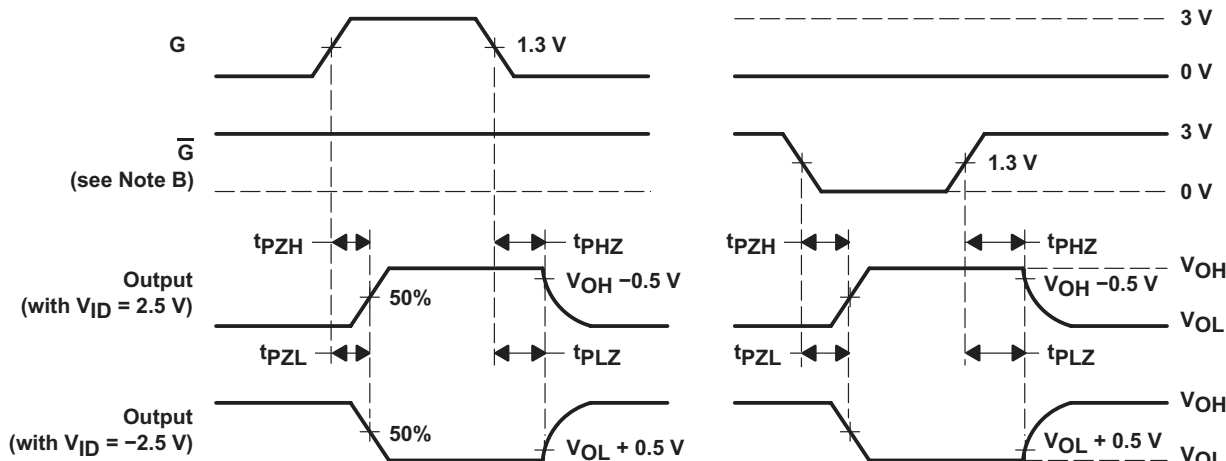 3 V
G
1.3 V
0 V
G̅
(see Note B)
3 V
1.3 V
0 V
tPZH
tPHZ
tPZH
tPHZ
Output
(with VID = 2.5 V)
50%
VOH −0.5 V
VOH −0.5 V
VOH
VOL
tPZL
tPLZ
tPZL
tPLZ
Output
(with VID = −2.5 V)
50%
VOL + 0.5 V
VOL + 0.5 V
VOH
VOL